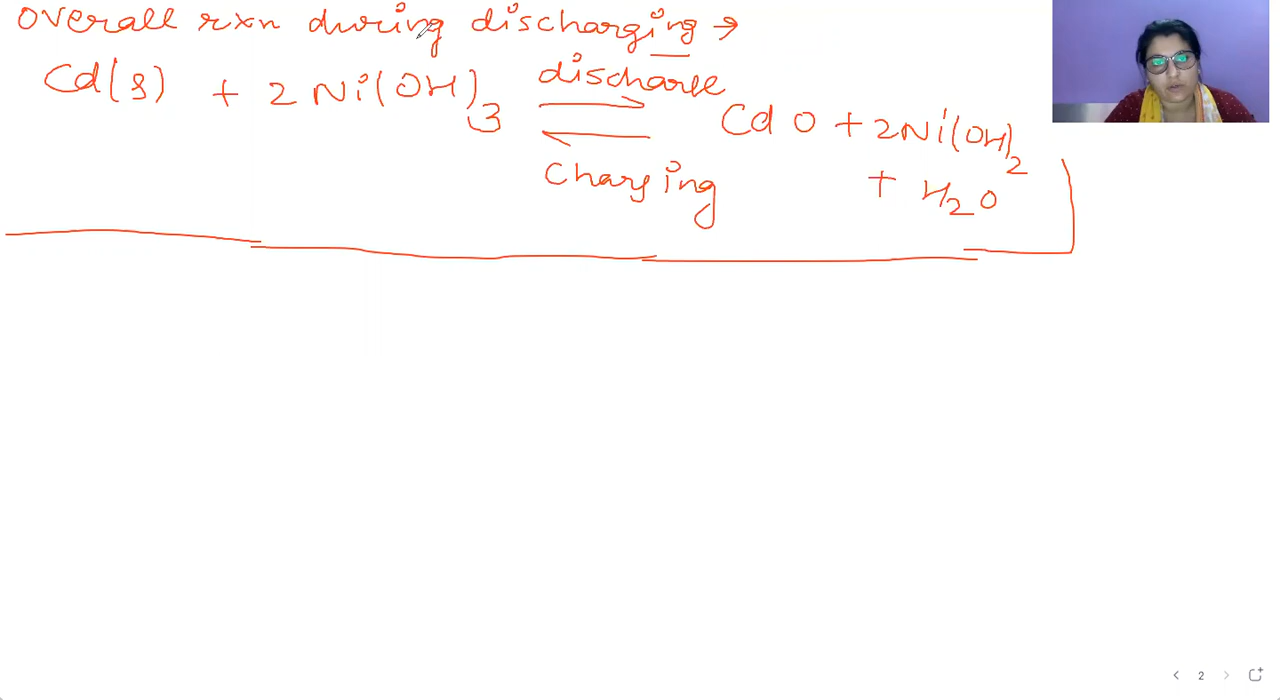 overall rxn during discharging →
Cd(s) + 2Ni(OH)3 discharge CdO + 2Ni(OH)2
charging + H2O
2